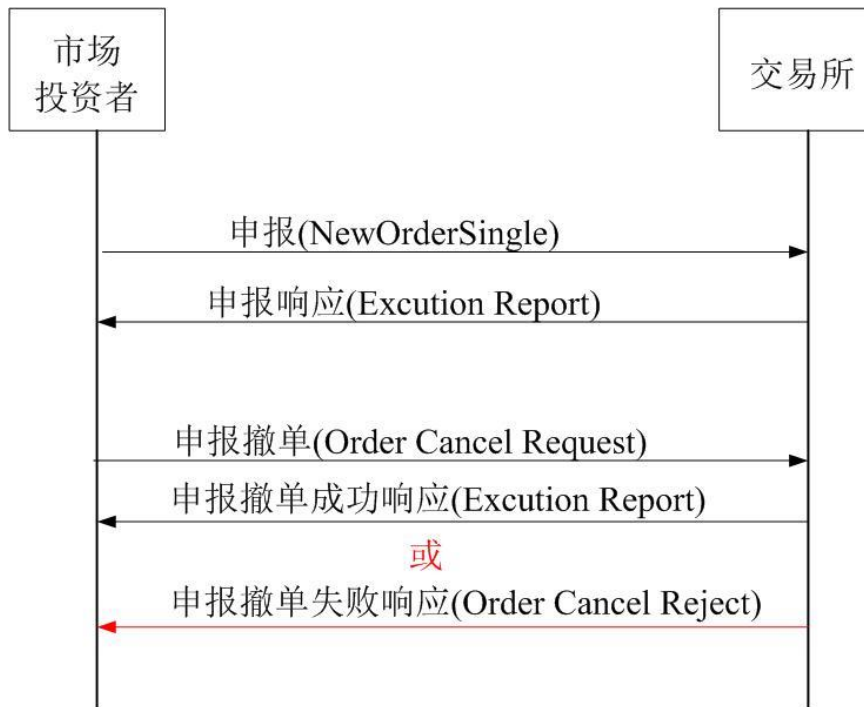 市场
投资者
交易所
申报(NewOrderSingle)
申报响应(Excution Report)
申报撤单(Order Cancel Request)
申报撤单成功响应(Excution Report)
或
申报撤单失败响应(Order Cancel Reject)